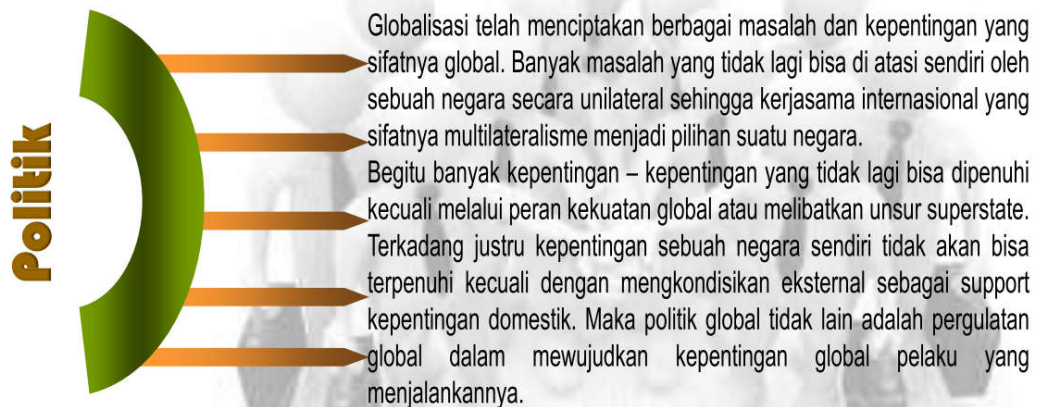 Politik
Globalisasi telah menciptakan berbagai masalah dan kepentingan yang
sifatnya global. Banyak masalah yang tidak lagi bisa di atasi sendiri oleh
sebuah negara secara unilateral sehingga kerjasama internasional yang
sifatnya multilateralisme menjadi pilihan suatu negara.
Begitu banyak kepentingan – kepentingan yang tidak lagi bisa dipenuhi
kecuali melalui peran kekuatan global atau melibatkan unsur superstate.
Terkadang justru kepentingan sebuah negara sendiri tidak akan bisa
terpenuhi kecuali dengan mengkondisikan eksternal sebagai support
kepentingan domestik. Maka politik global tidak lain adalah pergulatan
global dalam mewujudkan kepentingan global pelaku yang
menjalankannya.